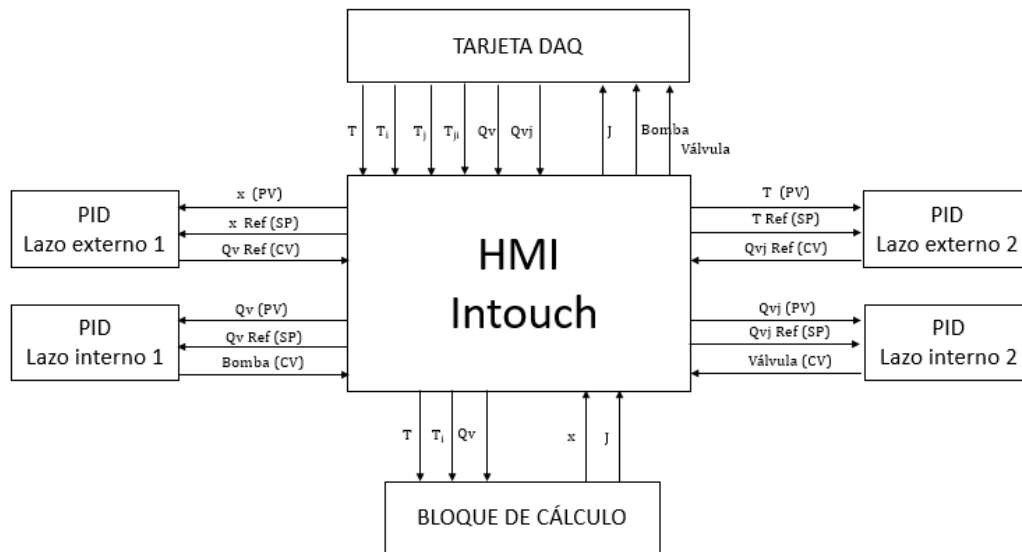 TARJETA DAQ
T Tᵢ Tⱼ Tⱼᵢ Qv Qvj J Bomba
Válvula
PID
Lazo externo 1
x (PV)
x Ref (SP)
Qv Ref (CV)
HMI
Intouch
T (PV)
T Ref (SP)
Qvj Ref (CV)
PID
Lazo externo 2
PID
Lazo interno 1
Qv (PV)
Qv Ref (SP)
Bomba (CV)
Qvj (PV)
Qvj Ref (SP)
Válvula (CV)
PID
Lazo interno 2
T Tᵢ Qv x J
BLOQUE DE CÁLCULO